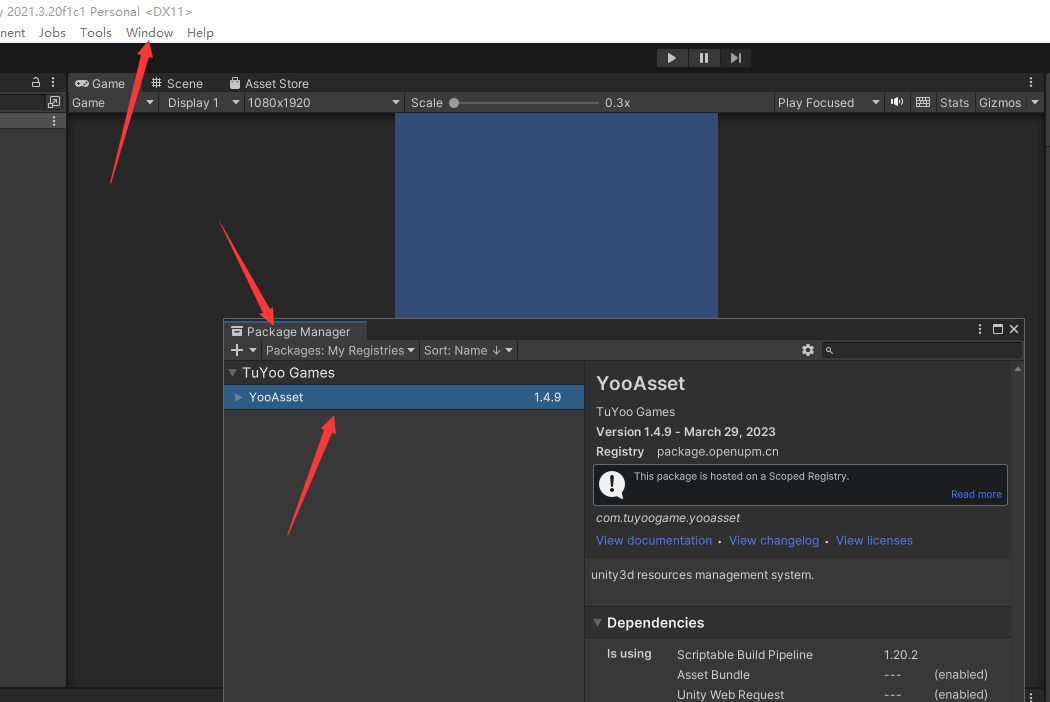 y 2021.3.20f1c1 Personal <DX11>
nent Jobs Tools Window Help
Game Scene Asset Store
Game Display 1 1080x1920 Scale 0.3x Play Focused Stats Gizmos
Package Manager
Packages: My Registries Sort: Name ↓
TuYoo Games
YooAsset 1.4.9
YooAsset
TuYoo Games
Version 1.4.9 - March 29, 2023
Registry package.openupm.cn
This package is hosted on a Scoped Registry.
Read more
com.tuyoogame.yooasset
View documentation • View changelog • View licenses
unity3d resources management system.
Dependencies
Is using Scriptable Build Pipeline 1.20.2
Asset Bundle --- (enabled)
Unity Web Request --- (enabled)